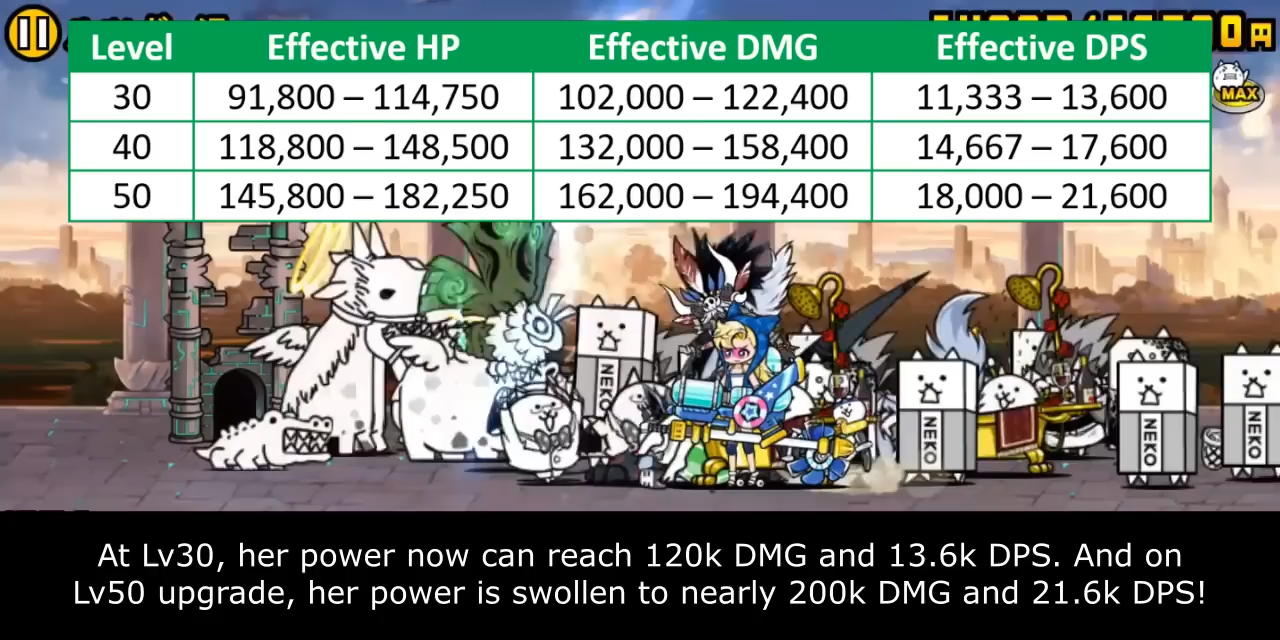 Level Effective HP Effective DMG Effective DPS
30 91,800 – 114,750 102,000 – 122,400 11,333 – 13,600
40 118,800 – 148,500 132,000 – 158,400 14,667 – 17,600
50 145,800 – 182,250 162,000 – 194,400 18,000 – 21,600
MAX
NEKO
NEKO
NEKO
NEKO
At Lv30, her power now can reach 120k DMG and 13.6k DPS. And on
Lv50 upgrade, her power is swollen to nearly 200k DMG and 21.6k DPS!